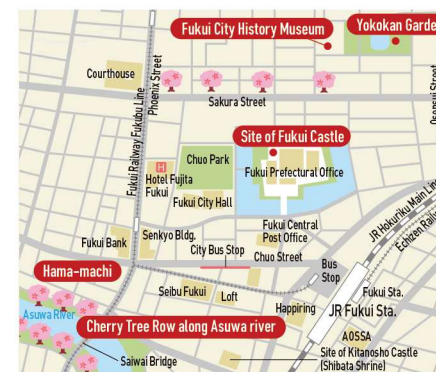 Fukui City History Museum
Yokokan Garde
Courthouse
Phoenix Street
Fukui Railway Fukubu Line
Sakura Street
Site of Fukui Castle
Chuo Park
Fukui Prefectural Office
H
Hotel Fujita
Fukui
Fukui City Hall
JR Hokuriku Main Line
Echizen Railw
Fukui Central
Post Office
Fukui Bank
Senkyo Bldg.
City Bus Stop
Chuo Street
Bus
Stop
Hama-machi
Seibu Fukui
Loft
Fukui Sta.
Happiring
JR Fukui Sta.
Asuwa River
Cherry Tree Row along Asuwa river
AOSSA
Saiwai Bridge
Site of Kitanosho Castle
(Shibata Shrine)